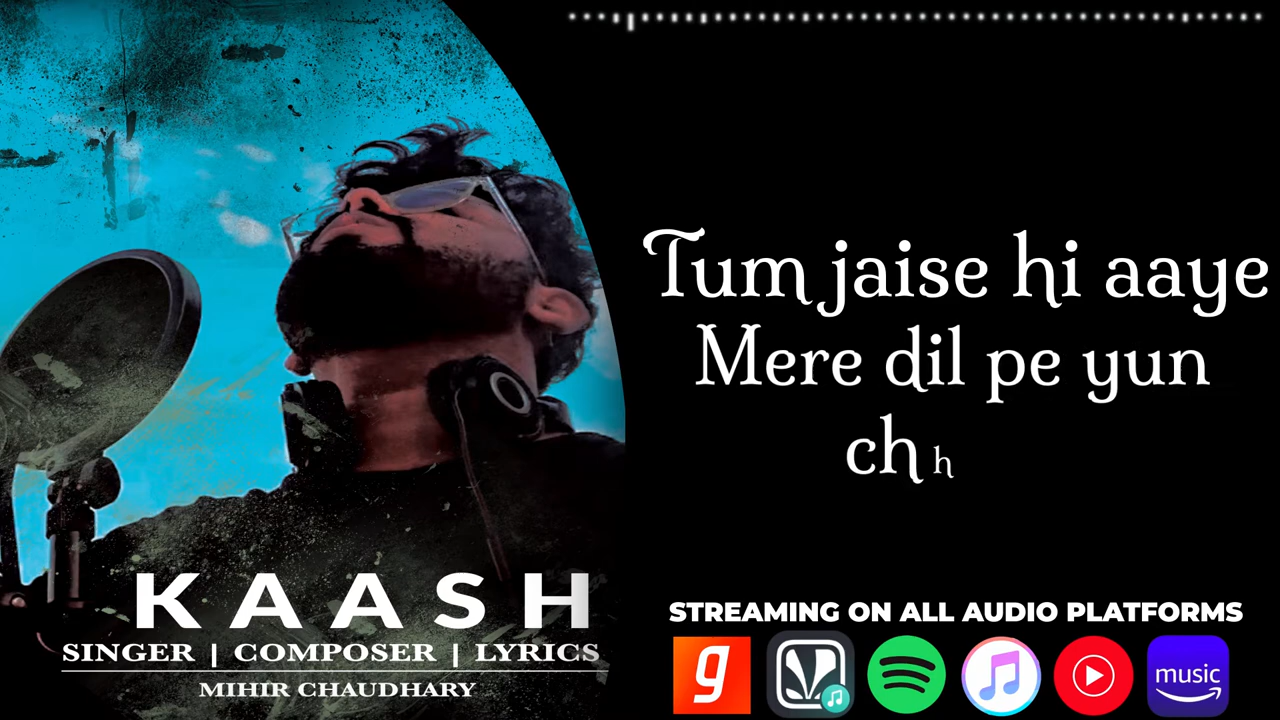 Tum jaise hi aaye
Mere dil pe yun
chh
KAASH
SINGER | COMPOSER | LYRICS
MIHIR CHAUDHARY
STREAMING ON ALL AUDIO PLATFORMS
g
music